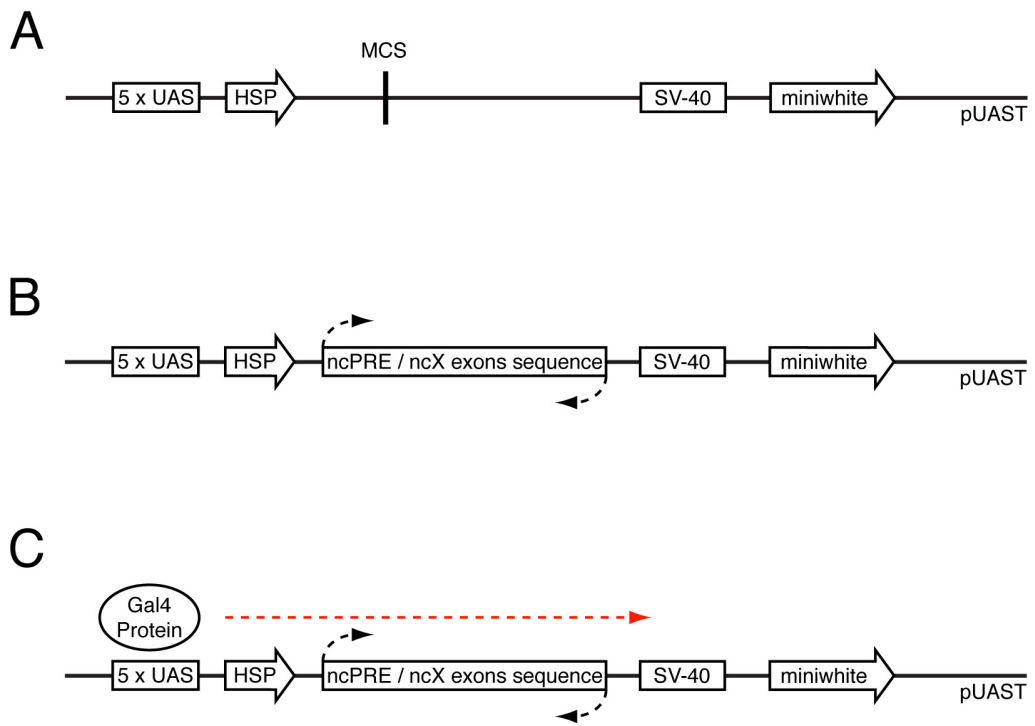 A
MCS
5 x UAS HSP SV-40 miniwhite
pUAST
B
5 x UAS HSP ncPRE / ncX exons sequence SV-40 miniwhite
pUAST
C
Gal4
Protein
5 x UAS HSP ncPRE / ncX exons sequence SV-40 miniwhite
pUAST